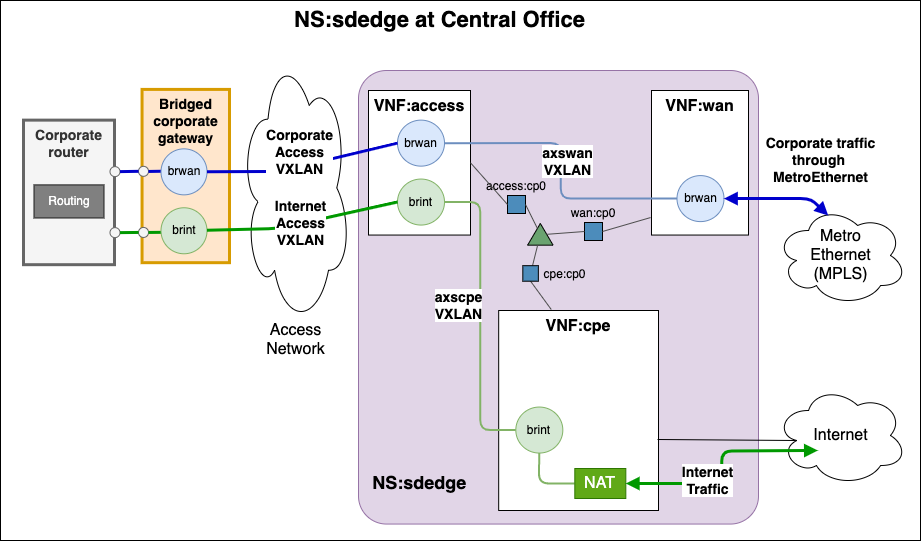 NS:sdedge at Central Office
Corporate
router
Routing
Bridged
corporate
gateway
brwan
brint
Corporate
Access
VXLAN
Internet
Access
VXLAN
Access
Network
VNF:access
brwan
brint
axswan
VXLAN
access:cp0
wan:cp0
cpe:cp0
axscpe
VXLAN
VNF:wan
brwan
Corporate traffic
through
MetroEthernet
Metro
Ethernet
(MPLS)
VNF:cpe
brint
NAT
NS:sdedge
Internet
Traffic
Internet